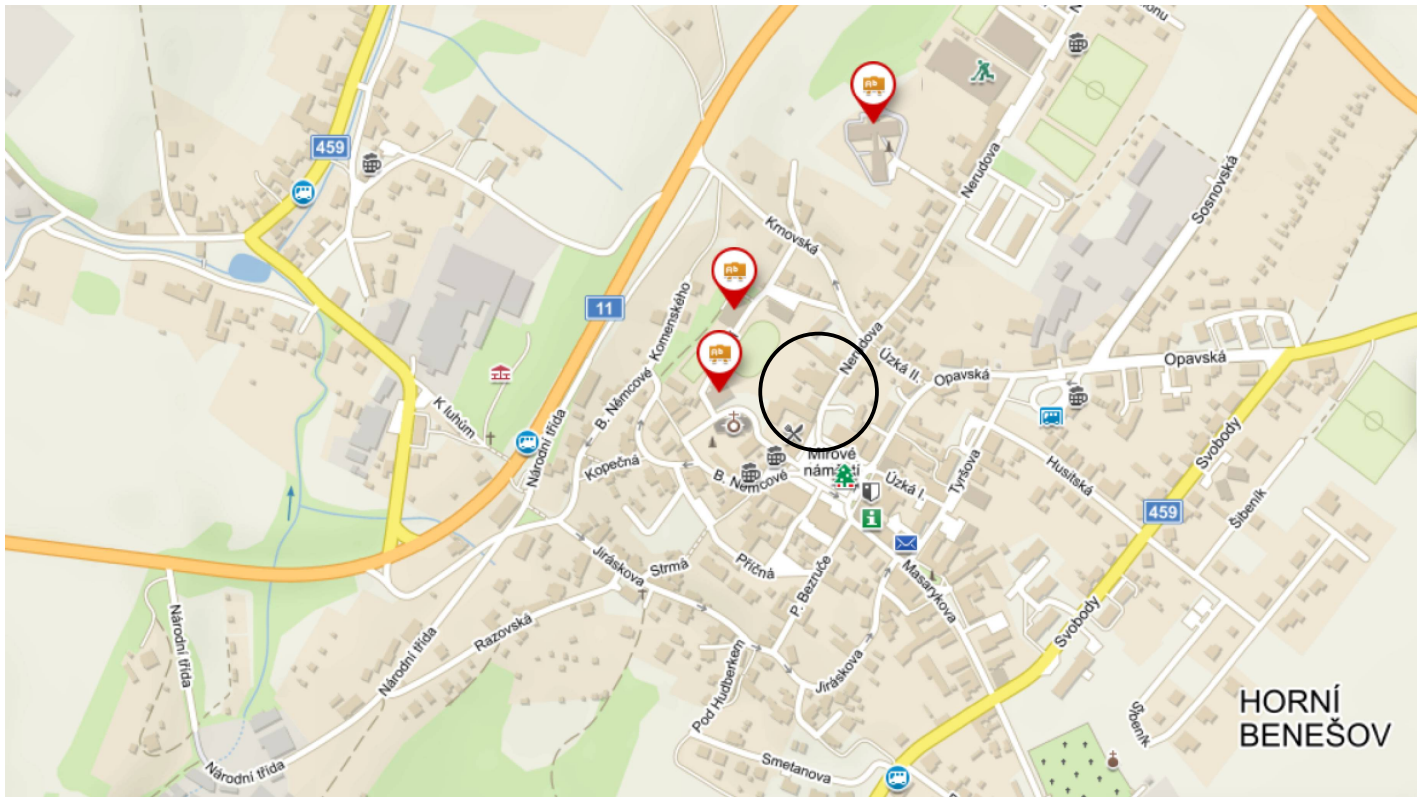 459
Nerudova
Sosnovská
Krnovská
11
B. Němcové
Komenského
Nerudova
Úzká II.
Opavská
Opavská
K luhům
Národní třída
Kopečná
B. Němcové
Mírové
náměstí
Úzká I.
Tyršova
Husitská
Svobody
459
Šibeník
Jiráskova
Strmá
Příčná
P. Bezruče
Masarykova
Svobody
Národní třída
Národní třída
Razovská
Pod Hudberkem
Jiráskova
Šibeník
HORNÍ
BENEŠOV
Národní třída
Smetanova